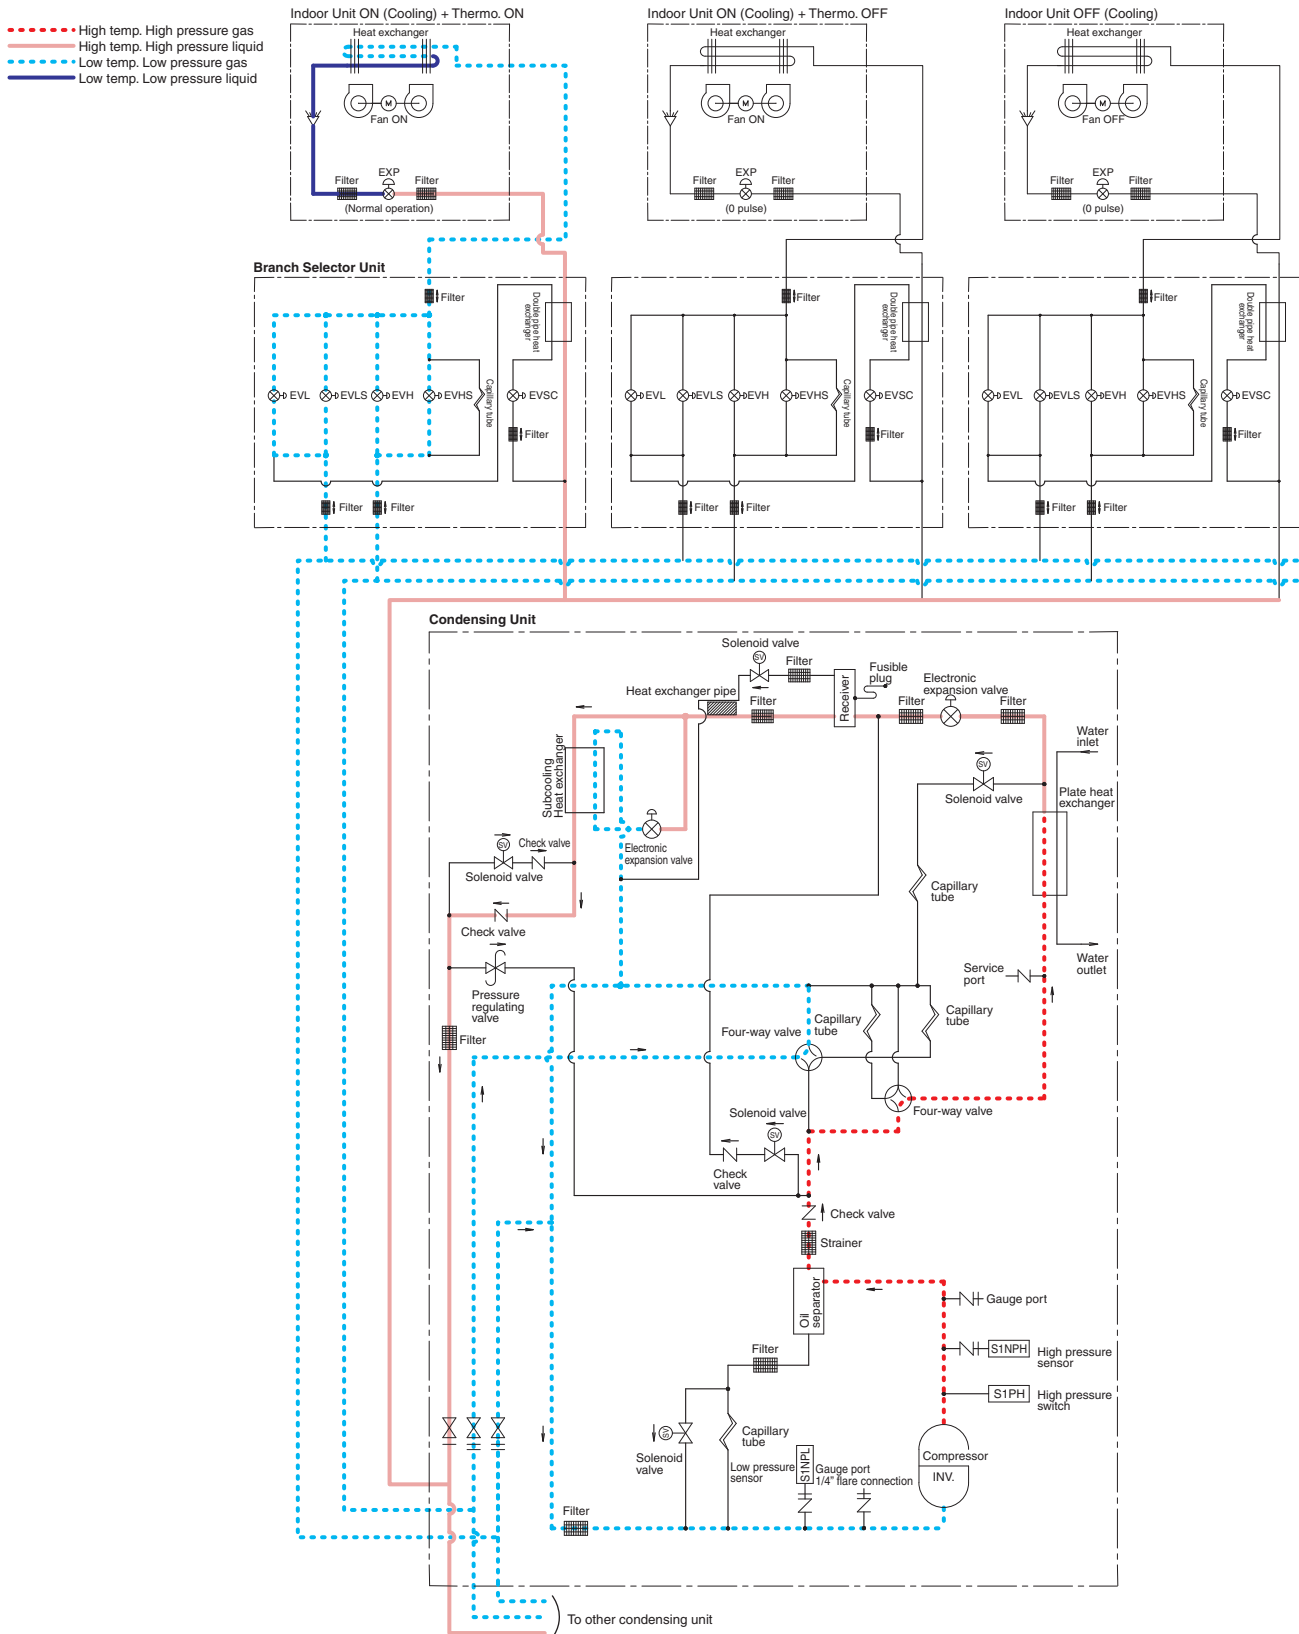 Indoor Unit ON (Cooling) + Thermo. ON
Indoor Unit ON (Cooling) + Thermo. OFF
Indoor Unit OFF (Cooling)
High temp. High pressure gas
High temp. High pressure liquid
Low temp. Low pressure gas
Low temp. Low pressure liquid
Heat exchanger
M
Fan ON
Filter
EXP
Filter
(Normal operation)
Heat exchanger
M
Fan ON
Filter
EXP
Filter
(0 pulse)
Heat exchanger
M
Fan OFF
Filter
EXP
Filter
(0 pulse)
Branch Selector Unit
Filter
Double pipe heat
exchanger
EVL
EVLS
EVH
EVHS
Capillary tube
EVSC
Filter
Filter
Filter
Filter
Double pipe heat
exchanger
EVL
EVLS
EVH
EVHS
Capillary tube
EVSC
Filter
Filter
Filter
Filter
Double pipe heat
exchanger
EVL
EVLS
EVH
EVHS
Capillary tube
EVSC
Filter
Filter
Filter
Condensing Unit
Solenoid valve
SV
Filter
Receiver
Fusible
plug
Electronic
expansion valve
Heat exchanger pipe
Filter
Filter
Filter
Water
inlet
Subcooling
Heat exchanger
SV
Solenoid valve
Plate heat
exchanger
Electronic
expansion valve
SV
Check valve
Solenoid valve
Capillary
tube
Check valve
Water
outlet
Service
port
Pressure
regulating
valve
Filter
Four-way valve
Capillary
tube
Capillary
tube
Four-way valve
Solenoid valve
SV
Check
valve
Check valve
Strainer
Oil
separator
Gauge port
S1NPH
High pressure
sensor
S1PH
High pressure
switch
Filter
SV
Solenoid
valve
Capillary
tube
Low pressure
sensor
S1NPL
Gauge port
1/4" flare connection
Compressor
INV.
Filter
To other condensing unit